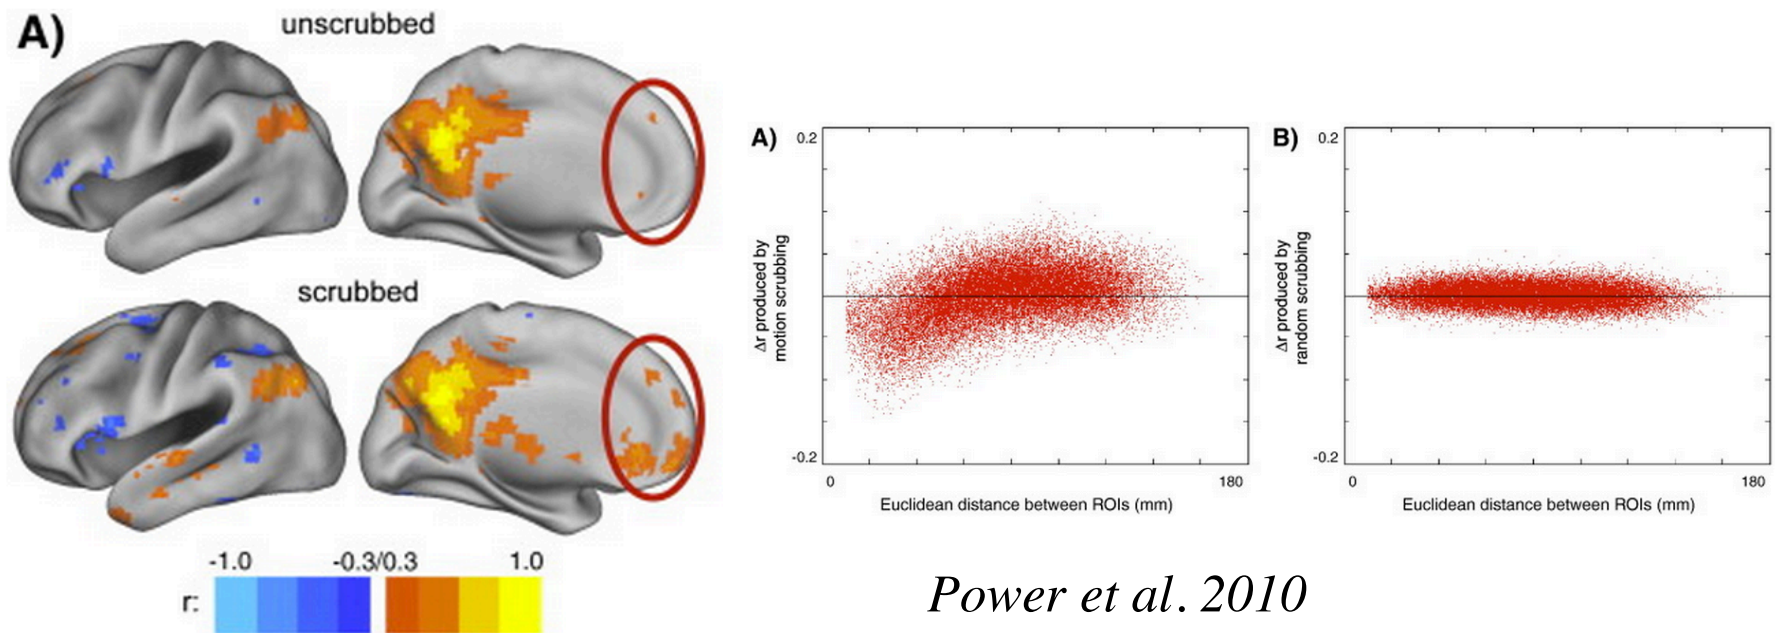 A)
unscrubbed
scrubbed
-1.0 -0.3/0.3 1.0
r:
A)
0.2
Δr produced by
motion scrubbing
-0.2
0 180
Euclidean distance between ROIs (mm)
B)
0.2
Δr produced by
random scrubbing
-0.2
0 180
Euclidean distance between ROIs (mm)
Power et al. 2010